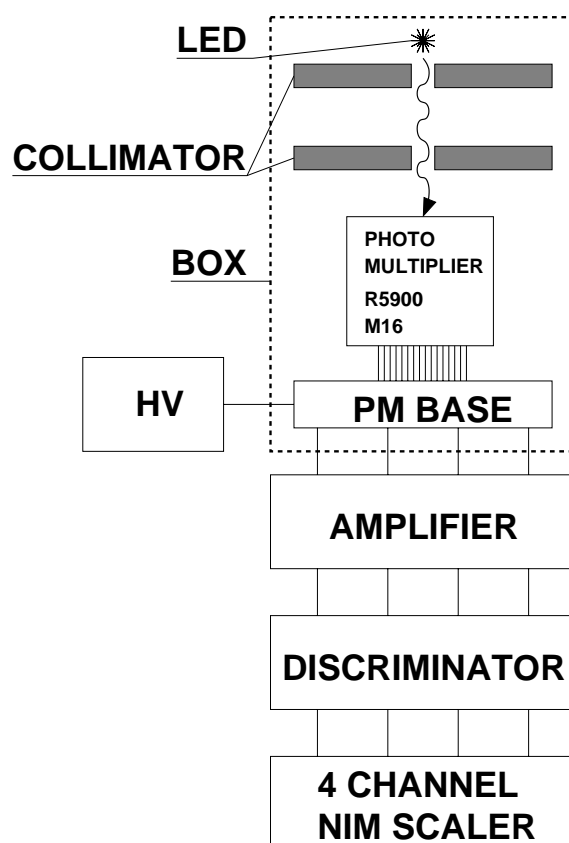 LED
COLLIMATOR
PHOTO
MULTIPLIER
R5900
M16
BOX
HV
PM BASE
AMPLIFIER
DISCRIMINATOR
4 CHANNEL
NIM SCALER